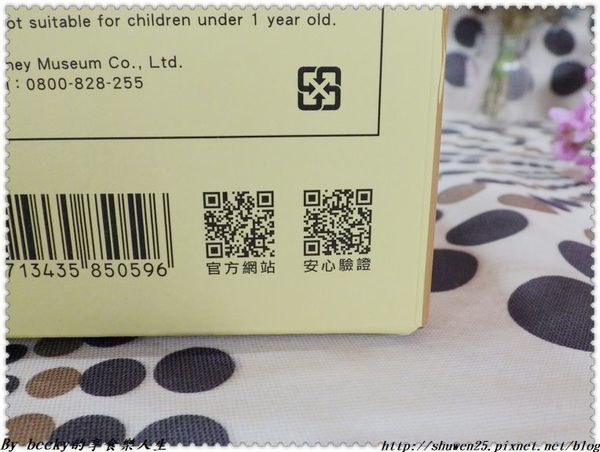 ot suitable for children under 1 year old.
ney Museum Co., Ltd.
: 0800-828-255
713435 850596
官方網站 安心驗證
By becky的享食樂人生
http://shuwen25.pixnet.net/blog